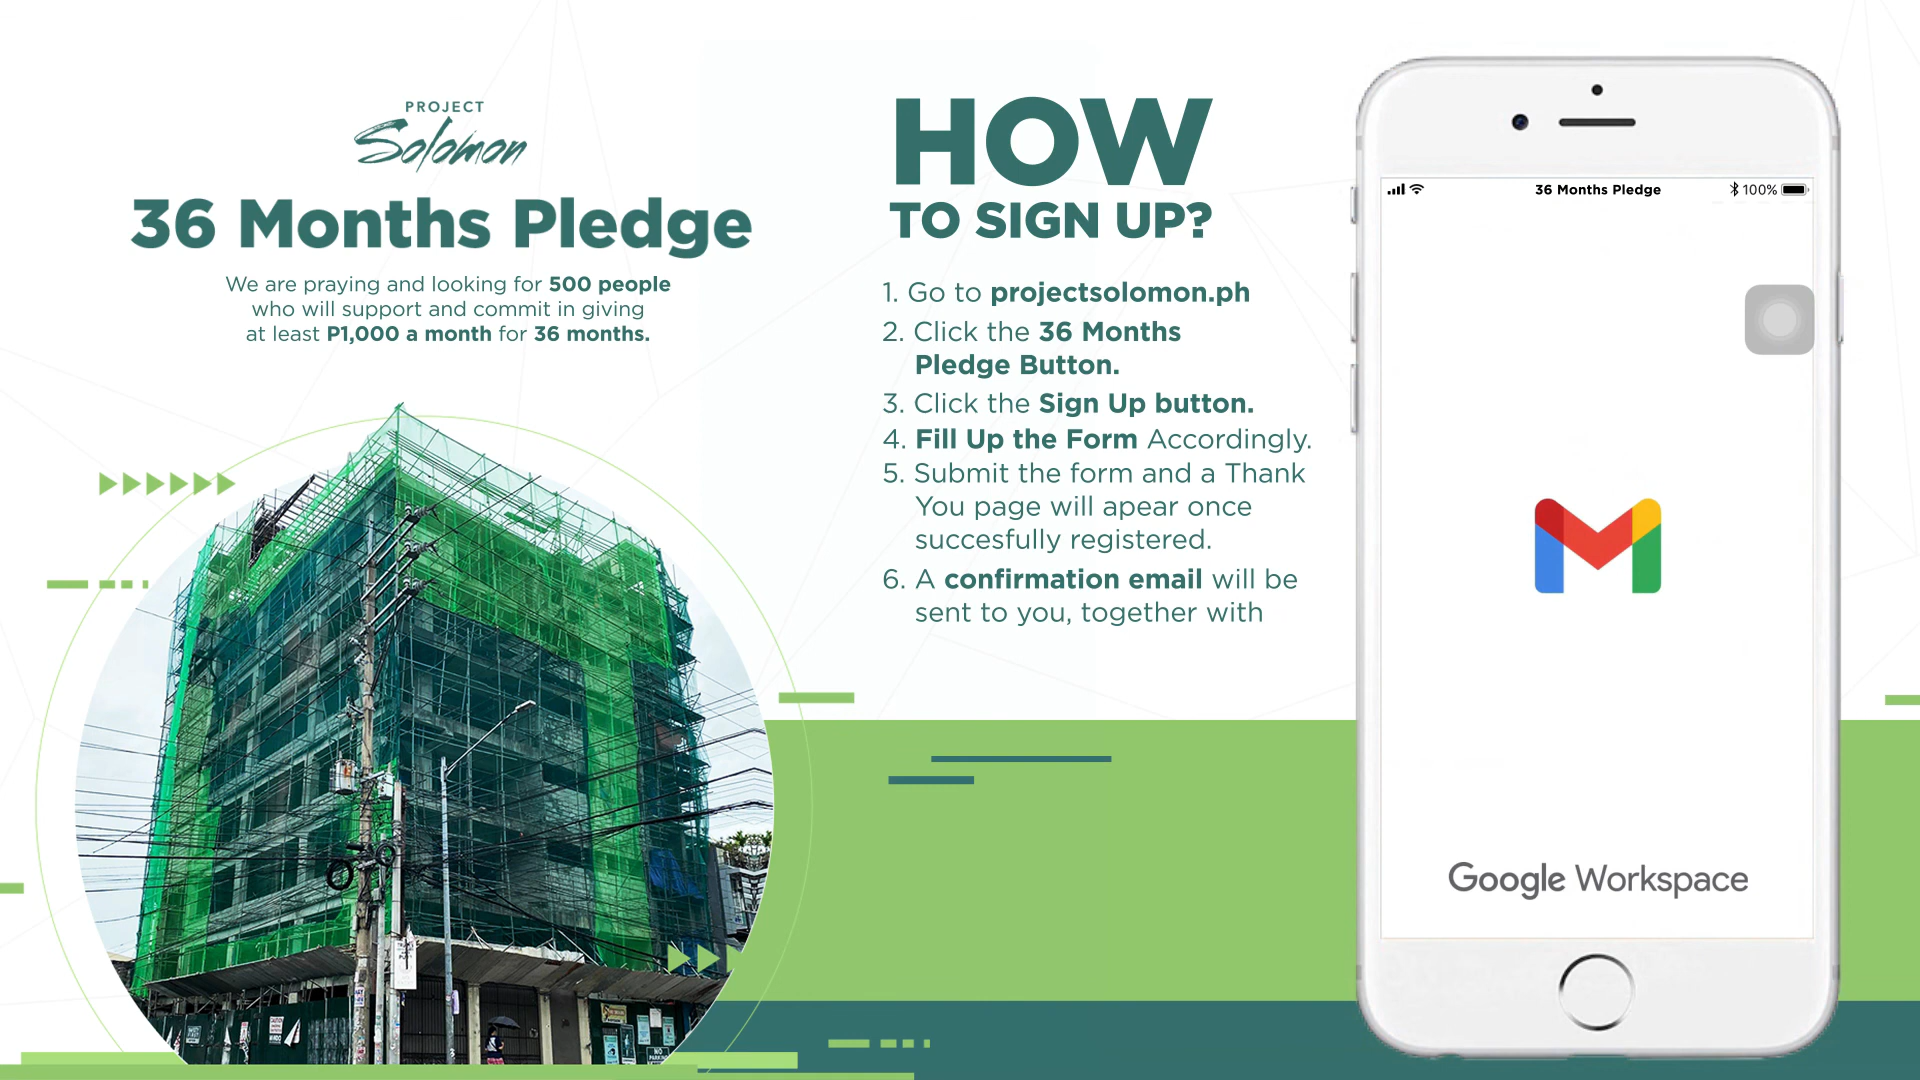 PROJECT
Solomon
36 Months Pledge
We are praying and looking for 500 people
who will support and commit in giving
at least P1,000 a month for 36 months.
HOW
TO SIGN UP?
1. Go to projectsolomon.ph
2. Click the 36 Months
Pledge Button.
3. Click the Sign Up button.
4. Fill Up the Form Accordingly.
5. Submit the form and a Thank
You page will apear once
succesfully registered.
6. A confirmation email will be
sent to you, together with
36 Months Pledge
100%
Google Workspace